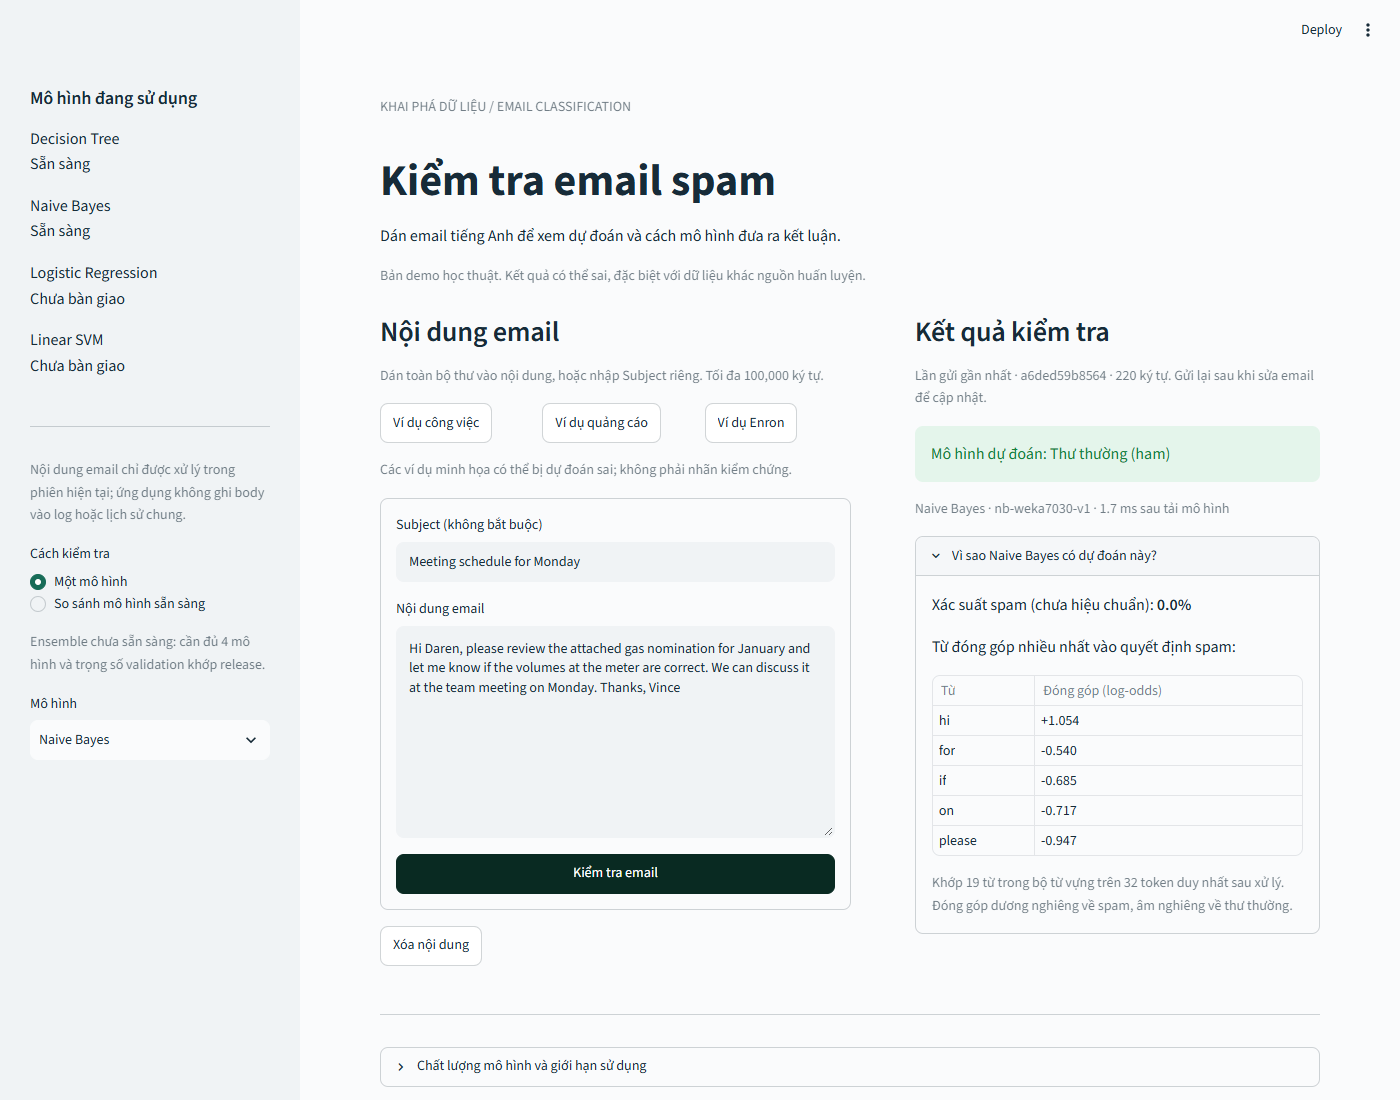 Deploy
Mô hình đang sử dụng
Decision Tree
Sẵn sàng
Naive Bayes
Sẵn sàng
Logistic Regression
Chưa bàn giao
Linear SVM
Chưa bàn giao
Nội dung email chỉ được xử lý trong
phiên hiện tại; ứng dụng không ghi body
vào log hoặc lịch sử chung.
Cách kiểm tra
Một mô hình
So sánh mô hình sẵn sàng
Ensemble chưa sẵn sàng: cần đủ 4 mô
hình và trọng số validation khớp release.
Mô hình
Naive Bayes
KHAI PHÁ DỮ LIỆU / EMAIL CLASSIFICATION
Kiểm tra email spam
Dán email tiếng Anh để xem dự đoán và cách mô hình đưa ra kết luận.
Bản demo học thuật. Kết quả có thể sai, đặc biệt với dữ liệu khác nguồn huấn luyện.
Nội dung email
Dán toàn bộ thư vào nội dung, hoặc nhập Subject riêng. Tối đa 100,000 ký tự.
Ví dụ công việc
Ví dụ quảng cáo
Ví dụ Enron
Các ví dụ minh họa có thể bị dự đoán sai; không phải nhãn kiểm chứng.
Subject (không bắt buộc)
Meeting schedule for Monday
Nội dung email
Hi Daren, please review the attached gas nomination for January and
let me know if the volumes at the meter are correct. We can discuss it
at the team meeting on Monday. Thanks, Vince
Kiểm tra email
Xóa nội dung
Kết quả kiểm tra
Lần gửi gần nhất · a6ded59b8564 · 220 ký tự. Gửi lại sau khi sửa email
để cập nhật.
Mô hình dự đoán: Thư thường (ham)
Naive Bayes · nb-weka7030-v1 · 1.7 ms sau tải mô hình
Vì sao Naive Bayes có dự đoán này?
Xác suất spam (chưa hiệu chuẩn): 0.0%
Từ đóng góp nhiều nhất vào quyết định spam:
Từ Đóng góp (log-odds)
hi +1.054
for -0.540
if -0.685
on -0.717
please -0.947
Khớp 19 từ trong bộ từ vựng trên 32 token duy nhất sau xử lý.
Đóng góp dương nghiêng về spam, âm nghiêng về thư thường.
Chất lượng mô hình và giới hạn sử dụng